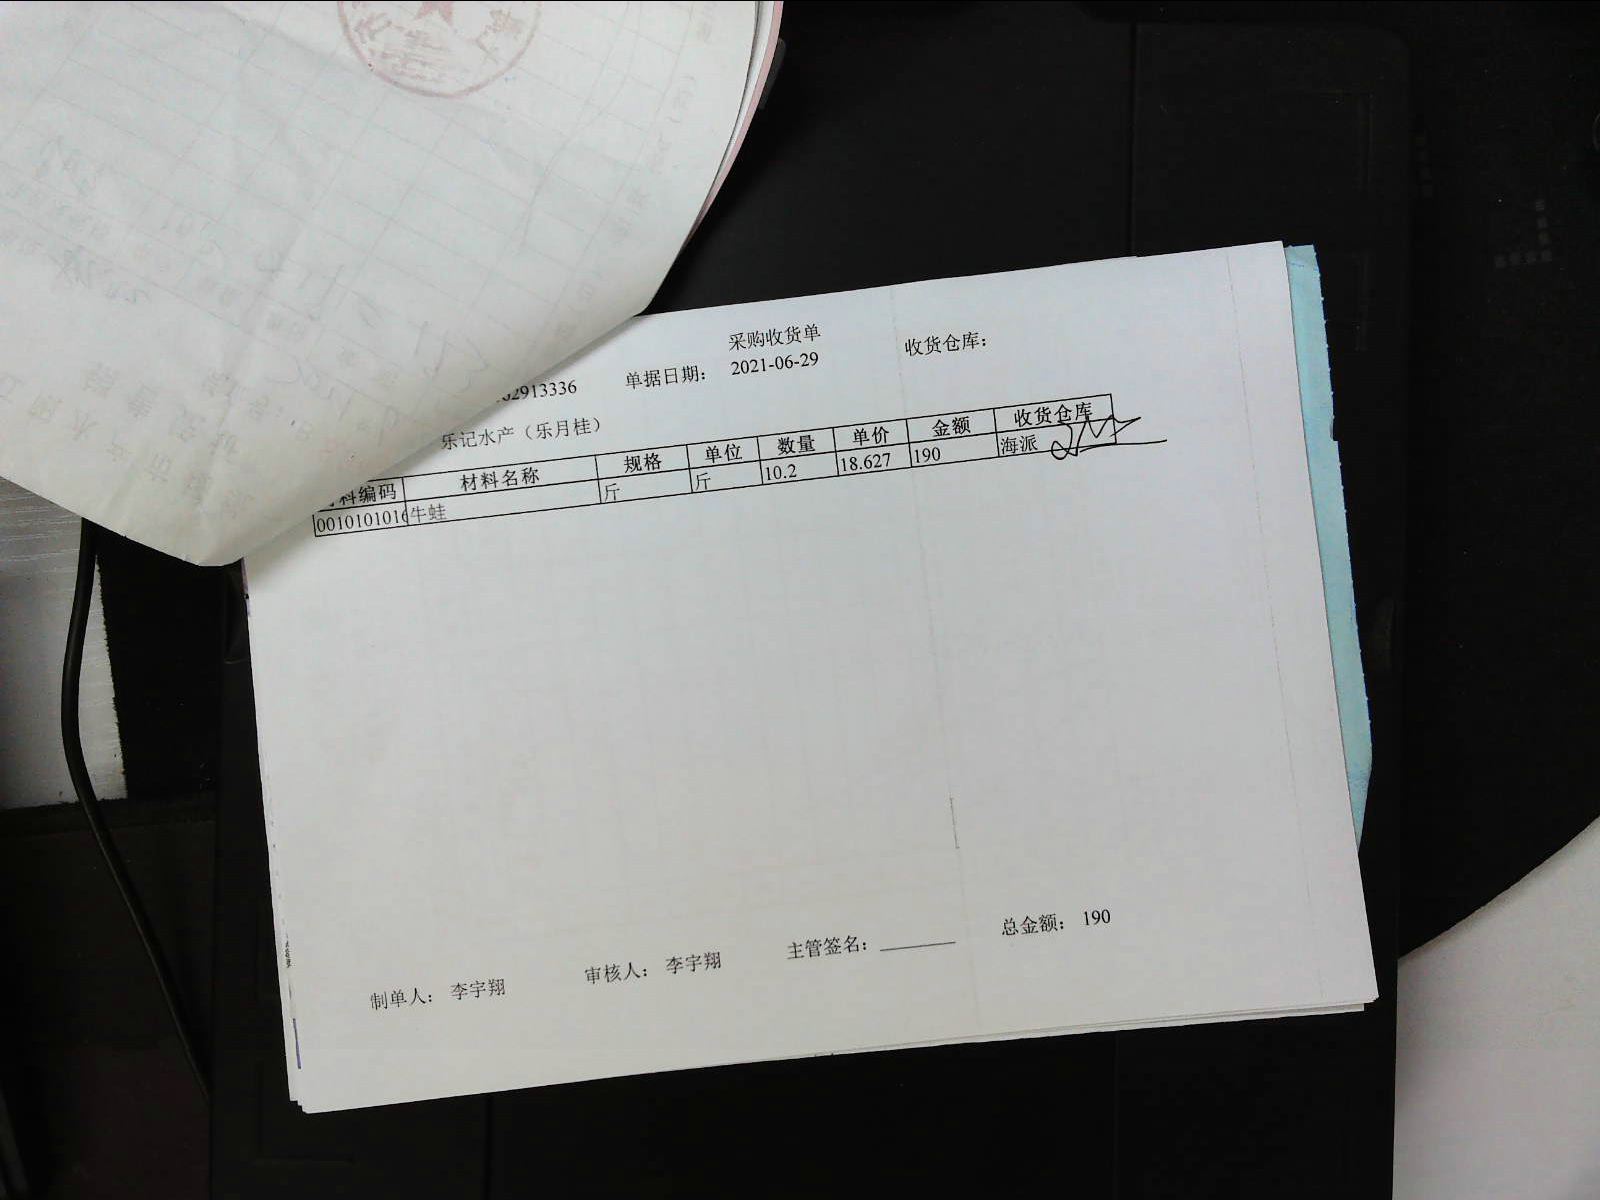 采购收货单
2913336 单据日期： 2021-06-29 收货仓库：
乐记水产（乐月桂）
料编码 材料名称 规格 单位 数量 单价 金额 收货仓库
001010101 牛蛙 斤 斤 10.2 18.627 190 海派
制单人： 李宇翔 审核人： 李宇翔 主管签名： 总金额： 190